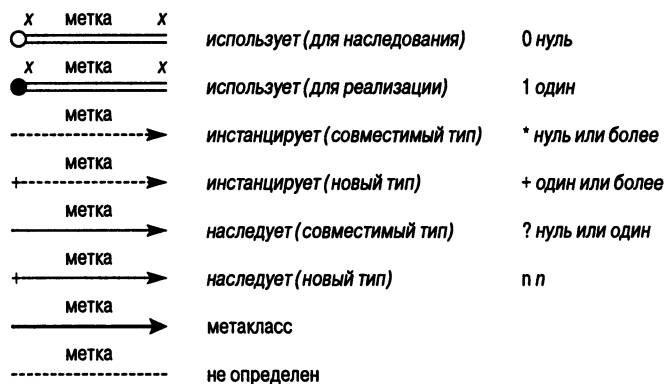 x метка x
использует (для наследования) 0 нуль
x метка x
использует (для реализации) 1 один
метка
инстанцирует (совместимый тип) * нуль или более
метка
+ инстанцирует (новый тип) + один или более
метка
наследует (совместимый тип) ? нуль или один
метка
+ наследует (новый тип) n n
метка
метакласс
метка
не определен